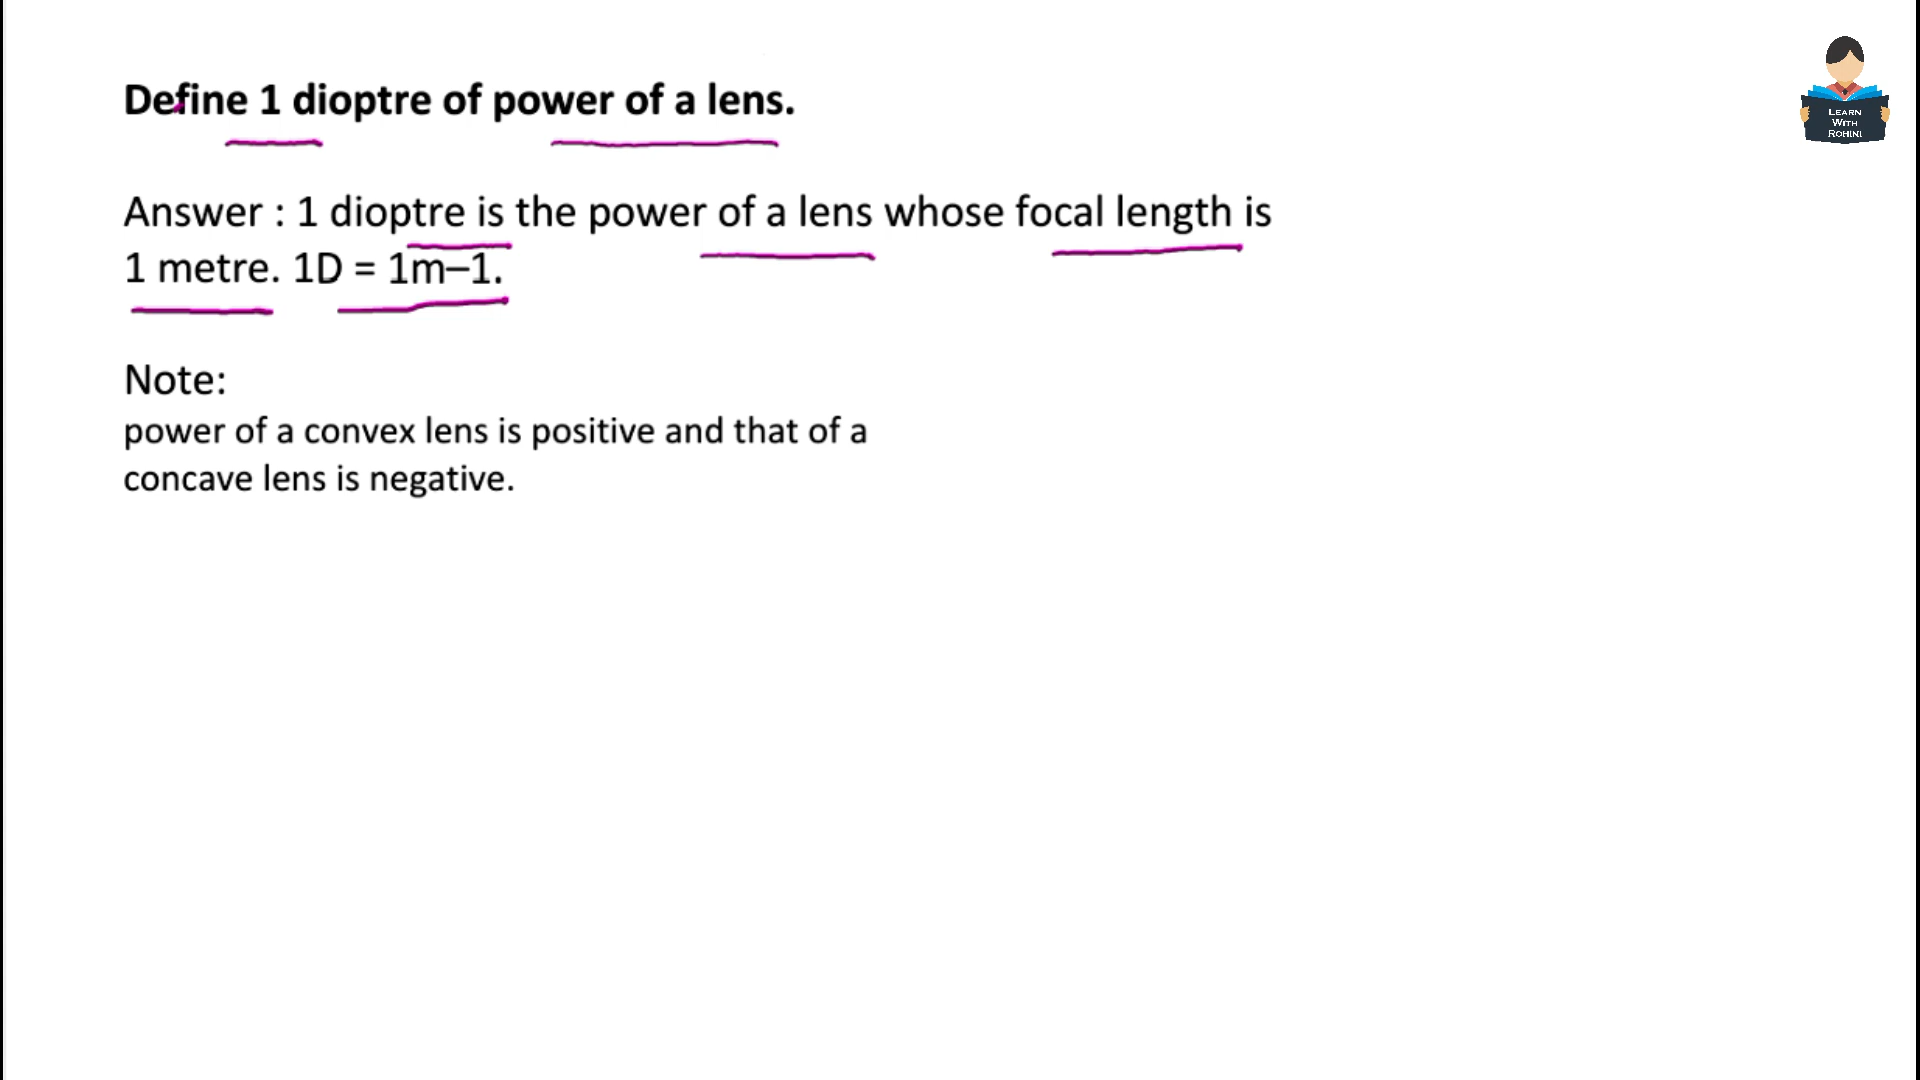 Define 1 dioptre of power of a lens.
Answer : 1 dioptre is the power of a lens whose focal length is
1 metre. 1D = 1m–1.
Note:
power of a convex lens is positive and that of a
concave lens is negative.
LEARN
WITH
ROHINI